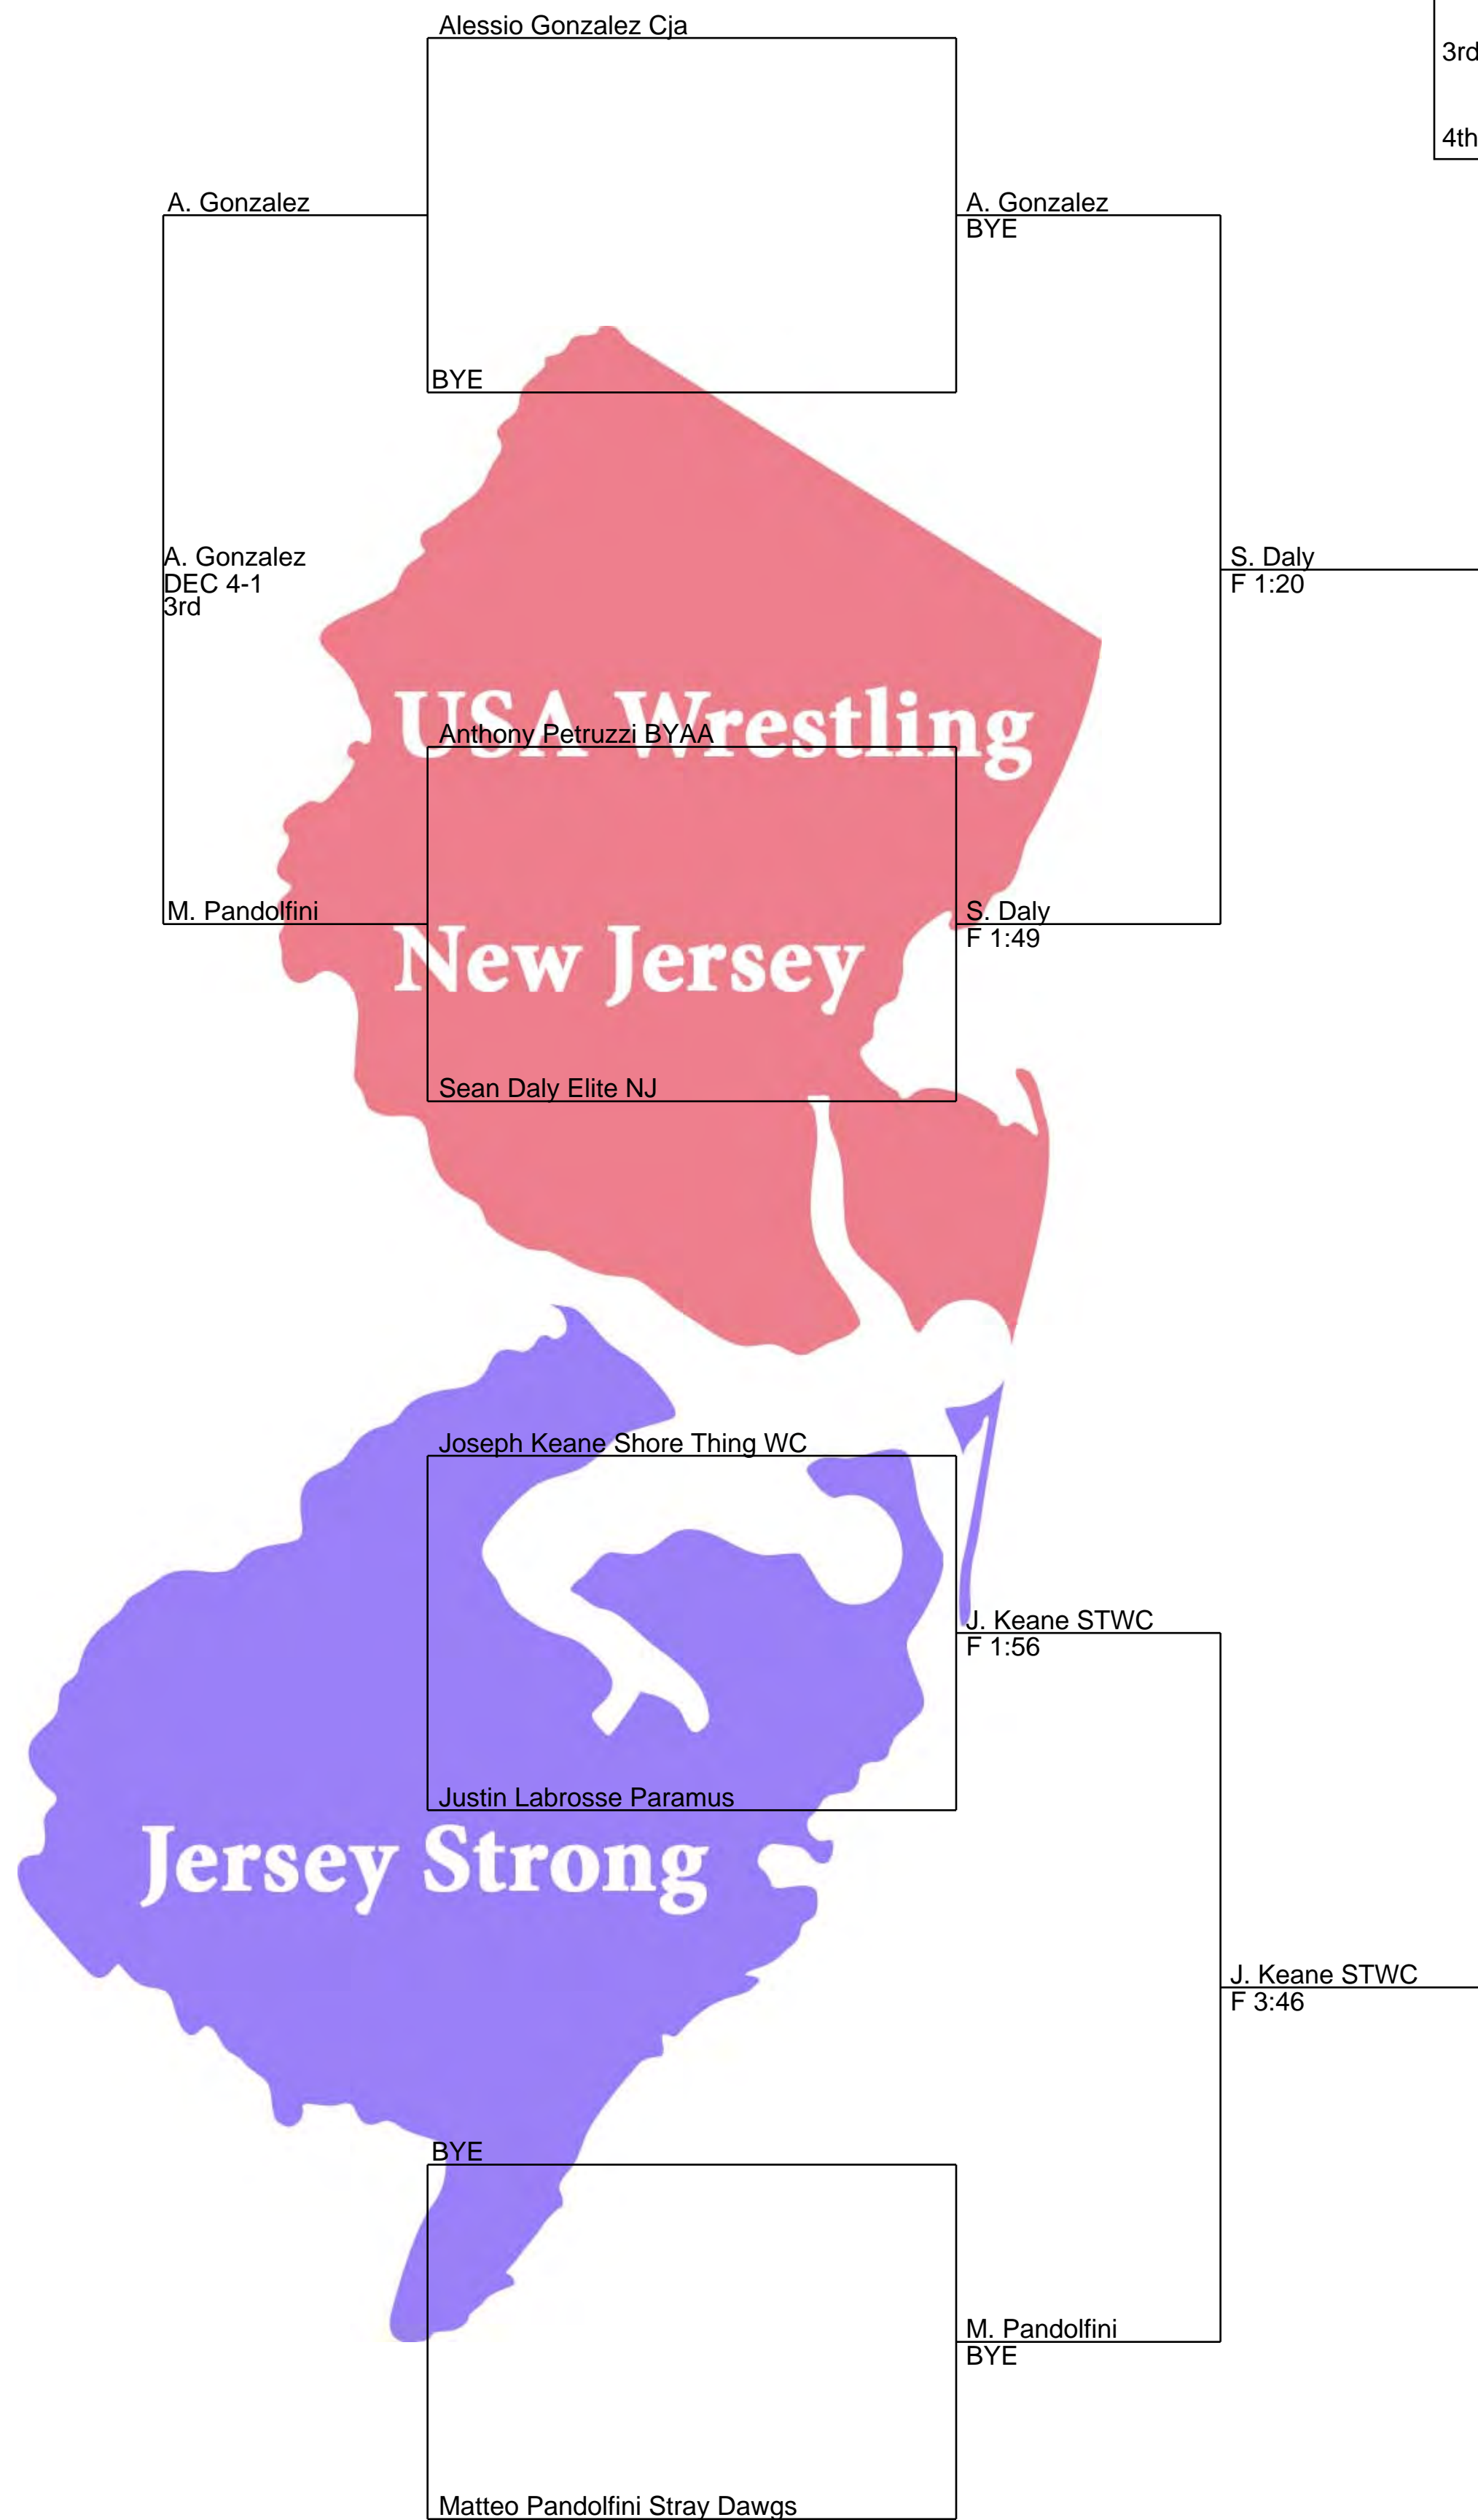 Alessio Gonzalez Cja
3rd
4th
A. Gonzalez
A. Gonzalez
BYE
BYE
A. Gonzalez
DEC 4-1
3rd
S. Daly
F 1:20
USA Wrestling
Anthony Petruzzi BYAA
M. Pandolfini
S. Daly
F 1:49
New Jersey
Sean Daly Elite NJ
Joseph Keane Shore Thing WC
J. Keane STWC
F 1:56
Justin Labrosse Paramus
Jersey Strong
J. Keane STWC
F 3:46
BYE
M. Pandolfini
BYE
Matteo Pandolfini Stray Dawgs